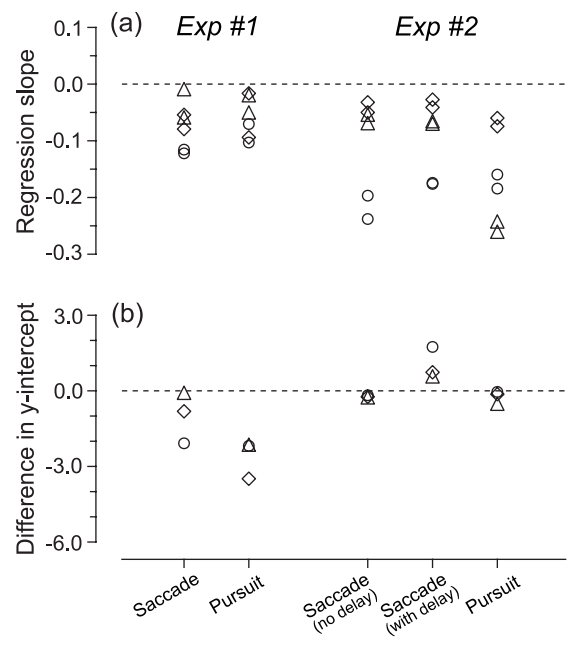 (a) Exp #1 Exp #2
Regression slope
0.1
0.0
-0.1
-0.2
-0.3
(b)
Difference in y-intercept
3.0
0.0
-3.0
-6.0
Saccade
Pursuit
Saccade
(no delay)
Saccade
(with delay)
Pursuit